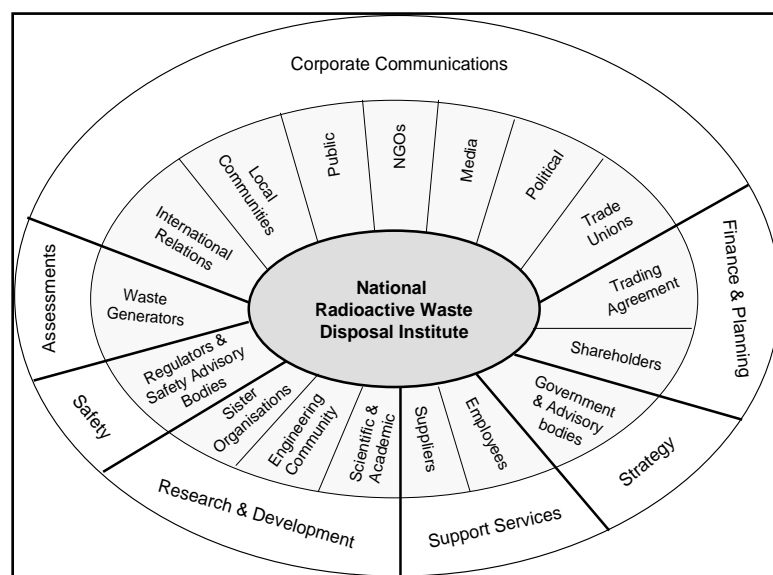 Corporate Communications
Local
Communities
Public
NGOs
Media
Political
Trade
Unions
International
Relations
Finance & Planning
Trading
Agreement
Shareholders
Assessments
Waste
Generators
National
Radioactive Waste
Disposal Institute
Regulators &
Safety Advisory
Bodies
Safety
Sister
Organisations
Engineering
Community
Scientific &
Academic
Suppliers
Employees
Government
& Advisory
bodies
Strategy
Research & Development
Support Services